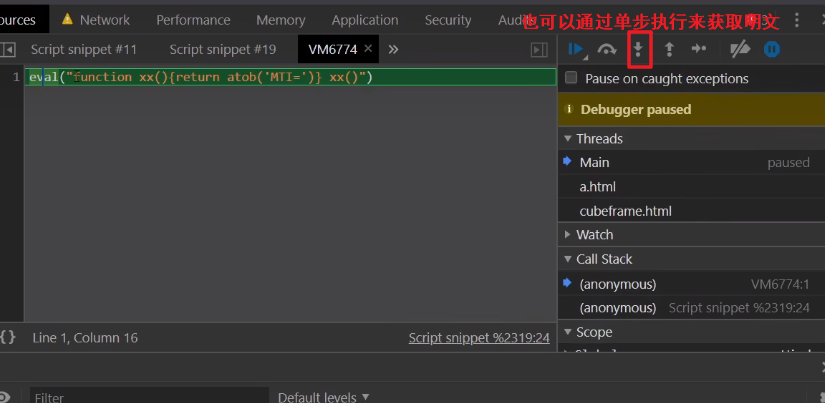 ources Network Performance Memory Security Aud
也可以通过单步执行来获取明文
Script snippet #11 Script snippet #19 VM6774 × »
1 eval("function xx(){return atob('MTI=')} xx()")
Pause on caught exceptions
Debugger paused
Threads
Main paused
a.html
cubeframe.html
Watch
Call Stack
(anonymous) VM6774:1
(anonymous) Script snippet %2319:24
Scope
{} Line 1, Column 16 Script snippet %2319:24
Filter Default levels ▼